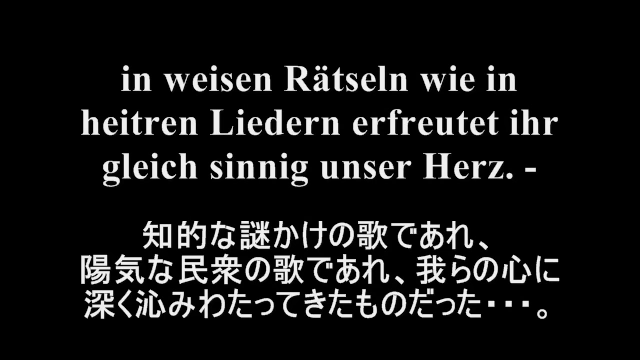 in weisen Rätseln wie in
heitren Liedern erfreutet ihr
gleich sinnig unser Herz. -
知的な謎かけの歌であれ、
陽気な民衆の歌であれ、我らの心に
深く沁みわたってきたものだった・・・。